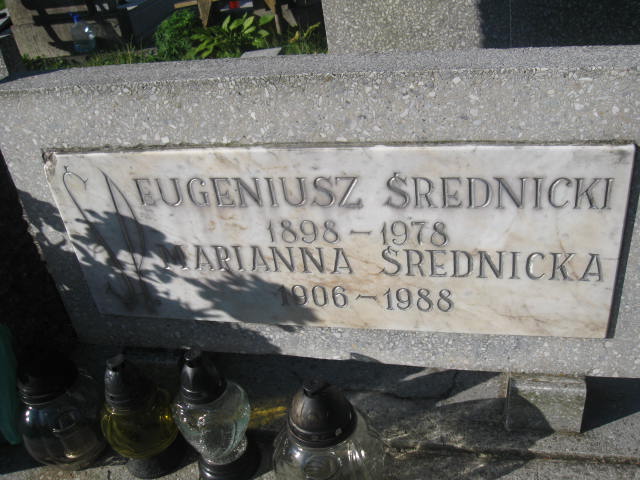 Ś P
EUGENIUSZ ŚREDNICKI
1898-1978
MARIANNA ŚREDNICKA
1906-1988